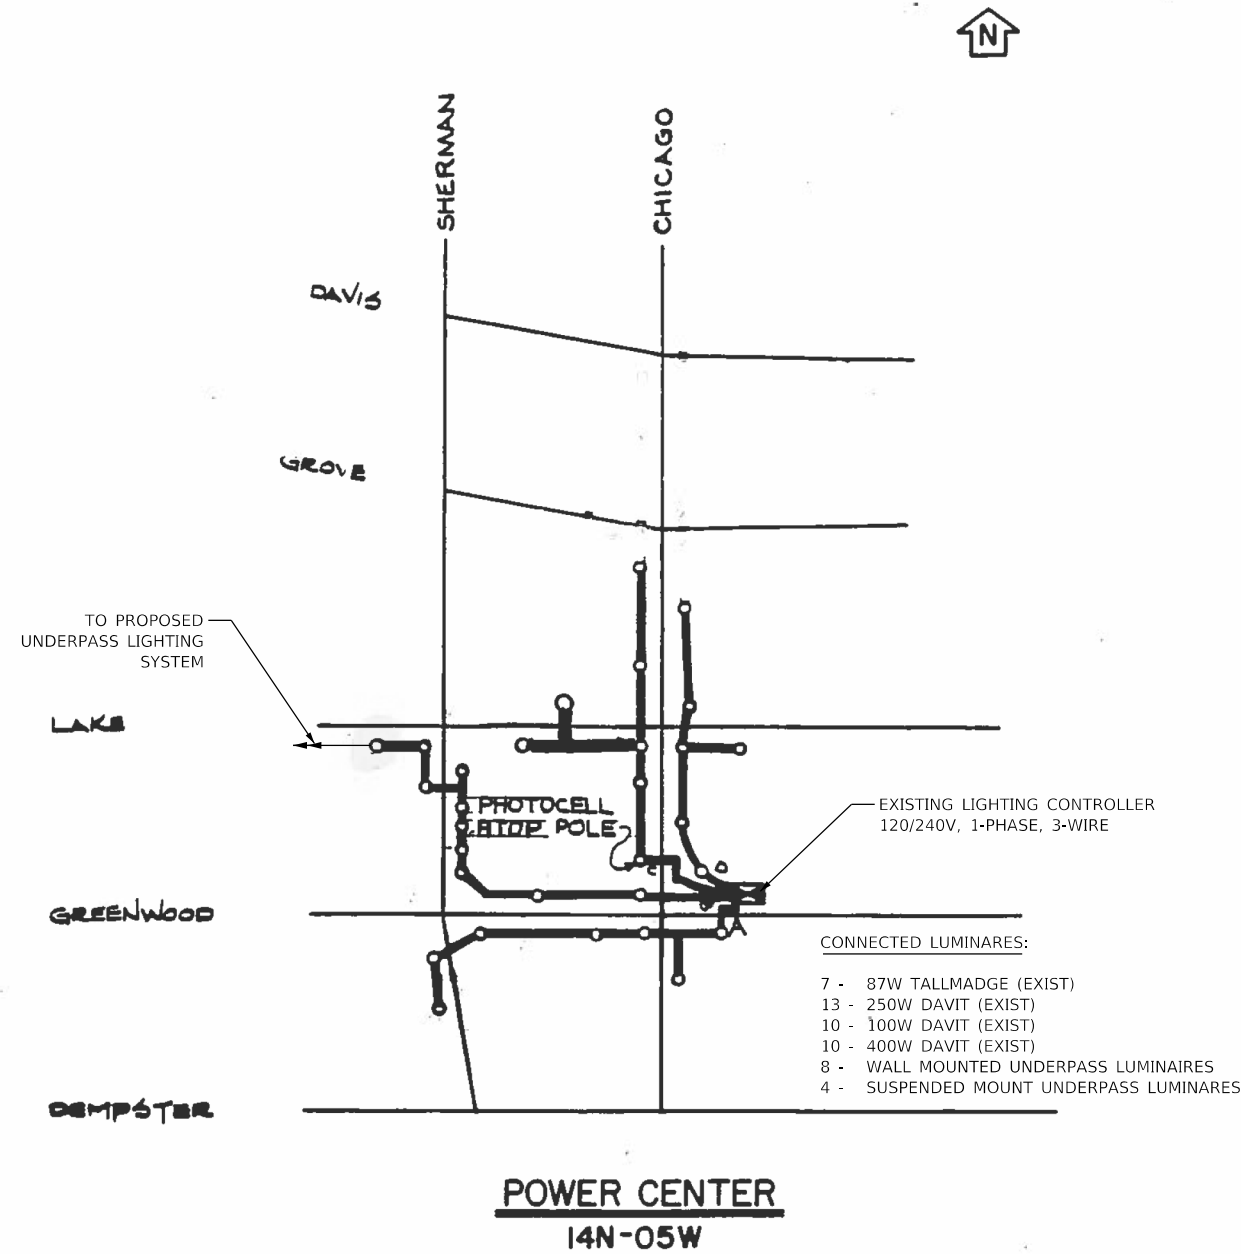 N
SHERMAN
CHICAGO
DAVIS
GROVE
TO PROPOSED
UNDERPASS LIGHTING
SYSTEM
LAKE
PHOTOCELL
ATOP POLE
EXISTING LIGHTING CONTROLLER
120/240V, 1-PHASE, 3-WIRE
GREENWOOD
A
CONNECTED LUMINARES:
7 - 87W TALLMADGE (EXIST)
13 - 250W DAVIT (EXIST)
10 - 100W DAVIT (EXIST)
10 - 400W DAVIT (EXIST)
8 - WALL MOUNTED UNDERPASS LUMINAIRES
4 - SUSPENDED MOUNT UNDERPASS LUMINARES
DEMPSTER
POWER CENTER
14N-05W